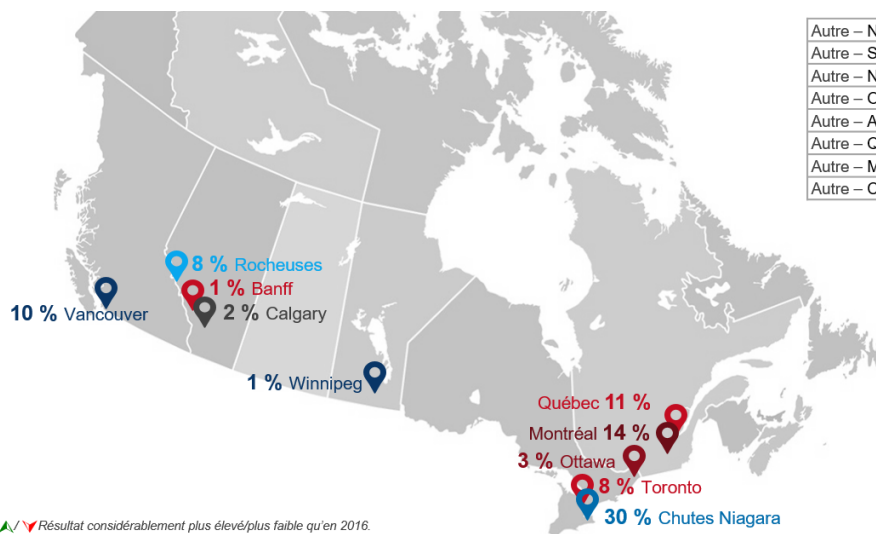 Autre – N
Autre – S
Autre – N
Autre – O
Autre – A
Autre – Q
Autre – M
Autre – C
8 % Rocheuses
1 % Banff
2 % Calgary
10 % Vancouver
1 % Winnipeg
Québec 11 %
Montréal 14 %
3 % Ottawa
8 % Toronto
30 % Chutes Niagara
/ Résultat considérablement plus élevé/plus faible qu’en 2016.